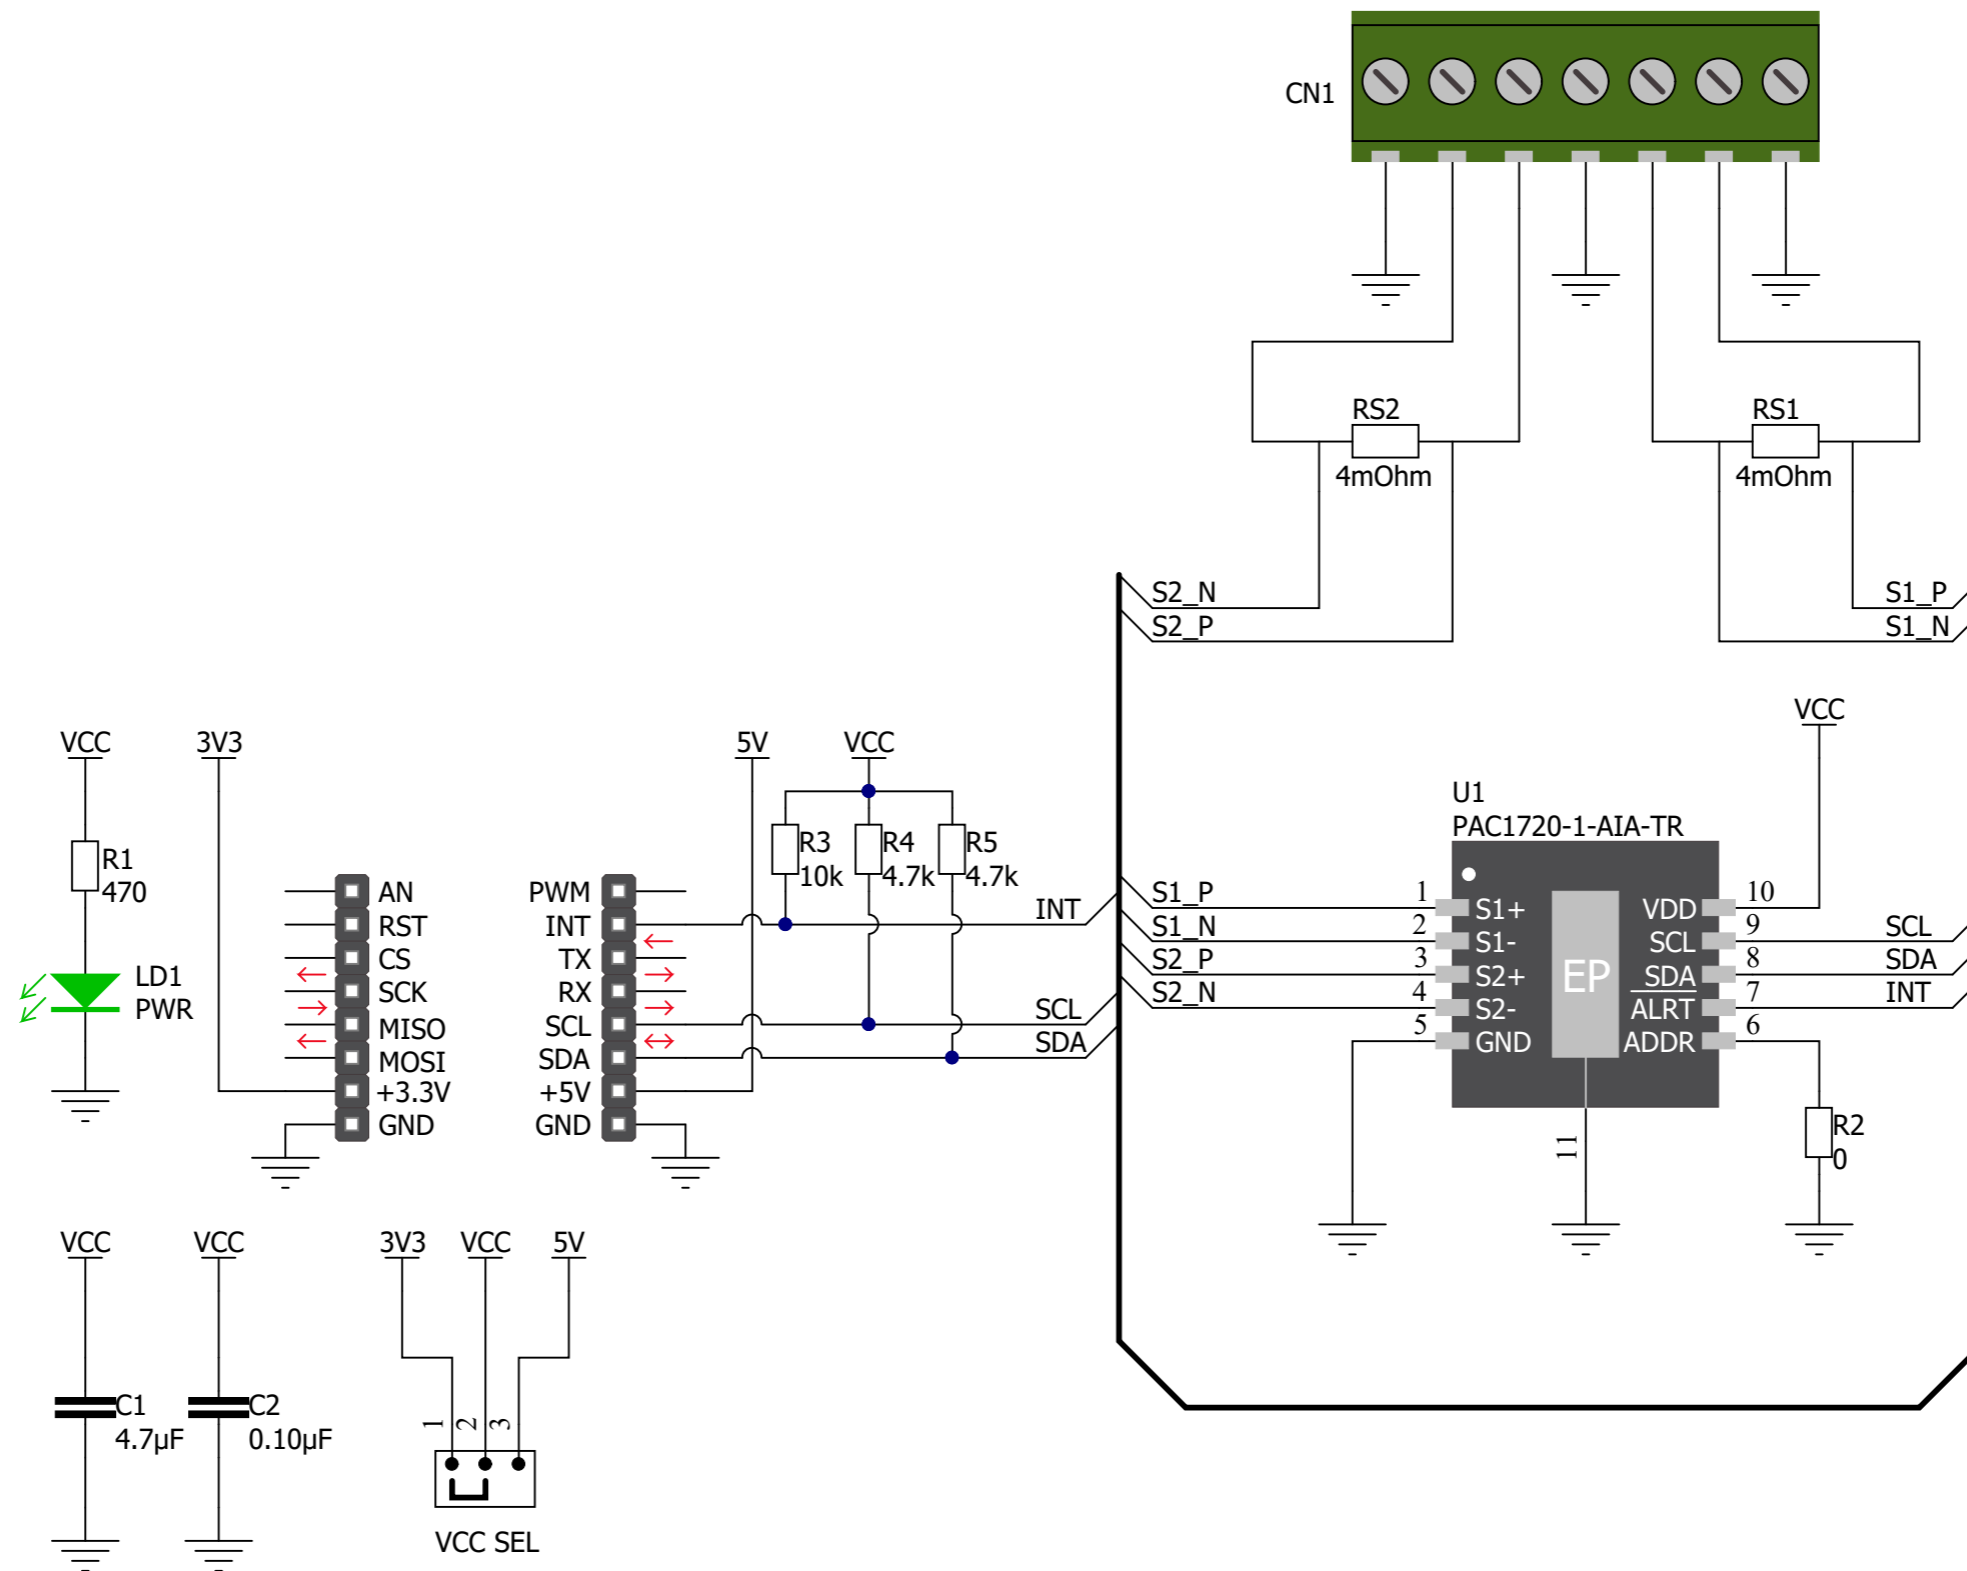 CN1
RS2
4mOhm
RS1
4mOhm
S2_N
S2_P
S1_P
S1_N
VCC
3V3
5V
VCC
VCC
R1
470
LD1
PWR
AN
RST
CS
SCK
MISO
MOSI
+3.3V
GND
PWM
INT
TX
RX
SCL
SDA
+5V
GND
R3
10k
R4
4.7k
R5
4.7k
INT
SCL
SDA
U1
PAC1720-1-AIA-TR
S1_P
S1_N
S2_P
S2_N
1
2
3
4
5
S1+
S1-
S2+
S2-
GND
EP
VDD
SCL
SDA
ALRT
ADDR
10
9
8
7
6
SCL
SDA
INT
11
R2
0
VCC
C1
4.7µF
VCC
C2
0.10µF
3V3
VCC
5V
1
2
3
VCC SEL